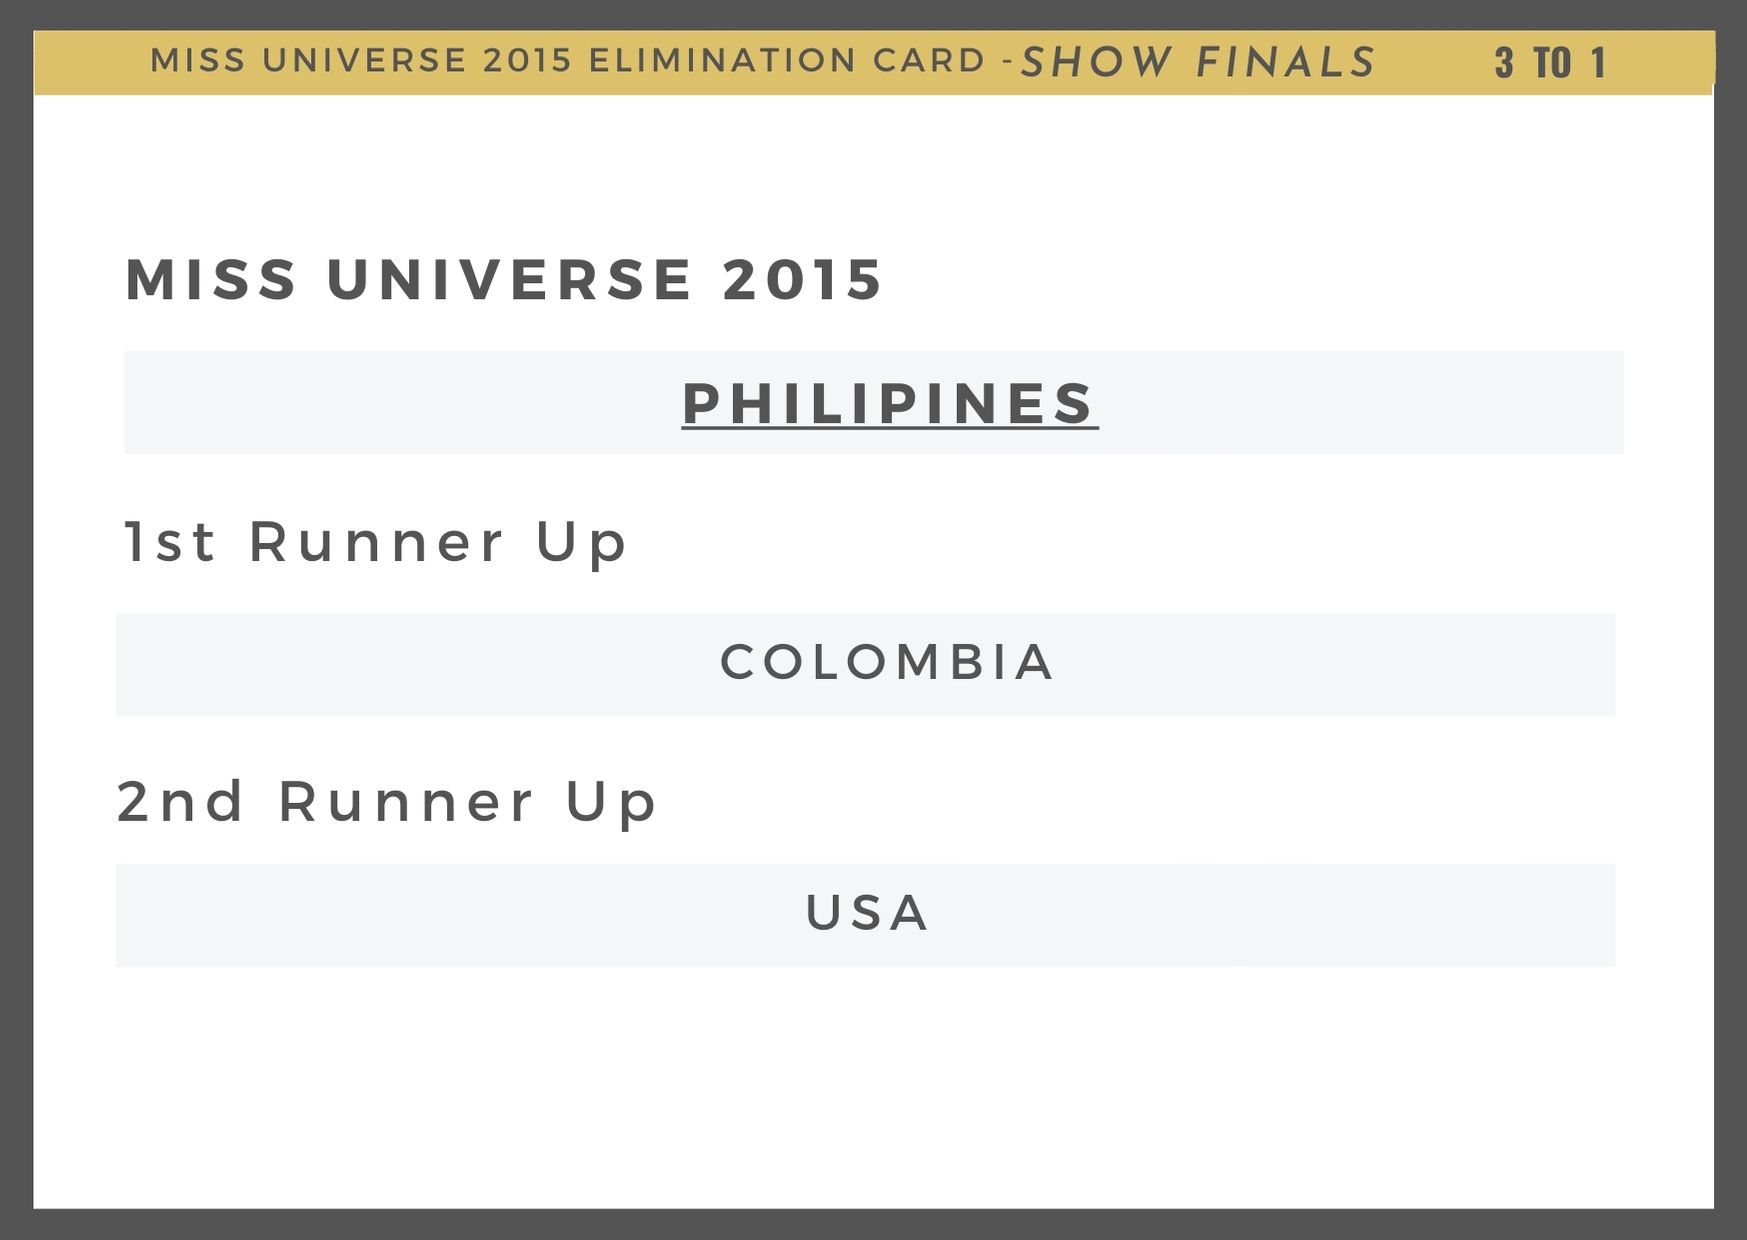 MISS UNIVERSE 2015 ELIMINATION CARD -SHOW FINALS 3 TO 1
MISS UNIVERSE 2015
PHILIPINES
1st Runner Up
COLOMBIA
2nd Runner Up
USA